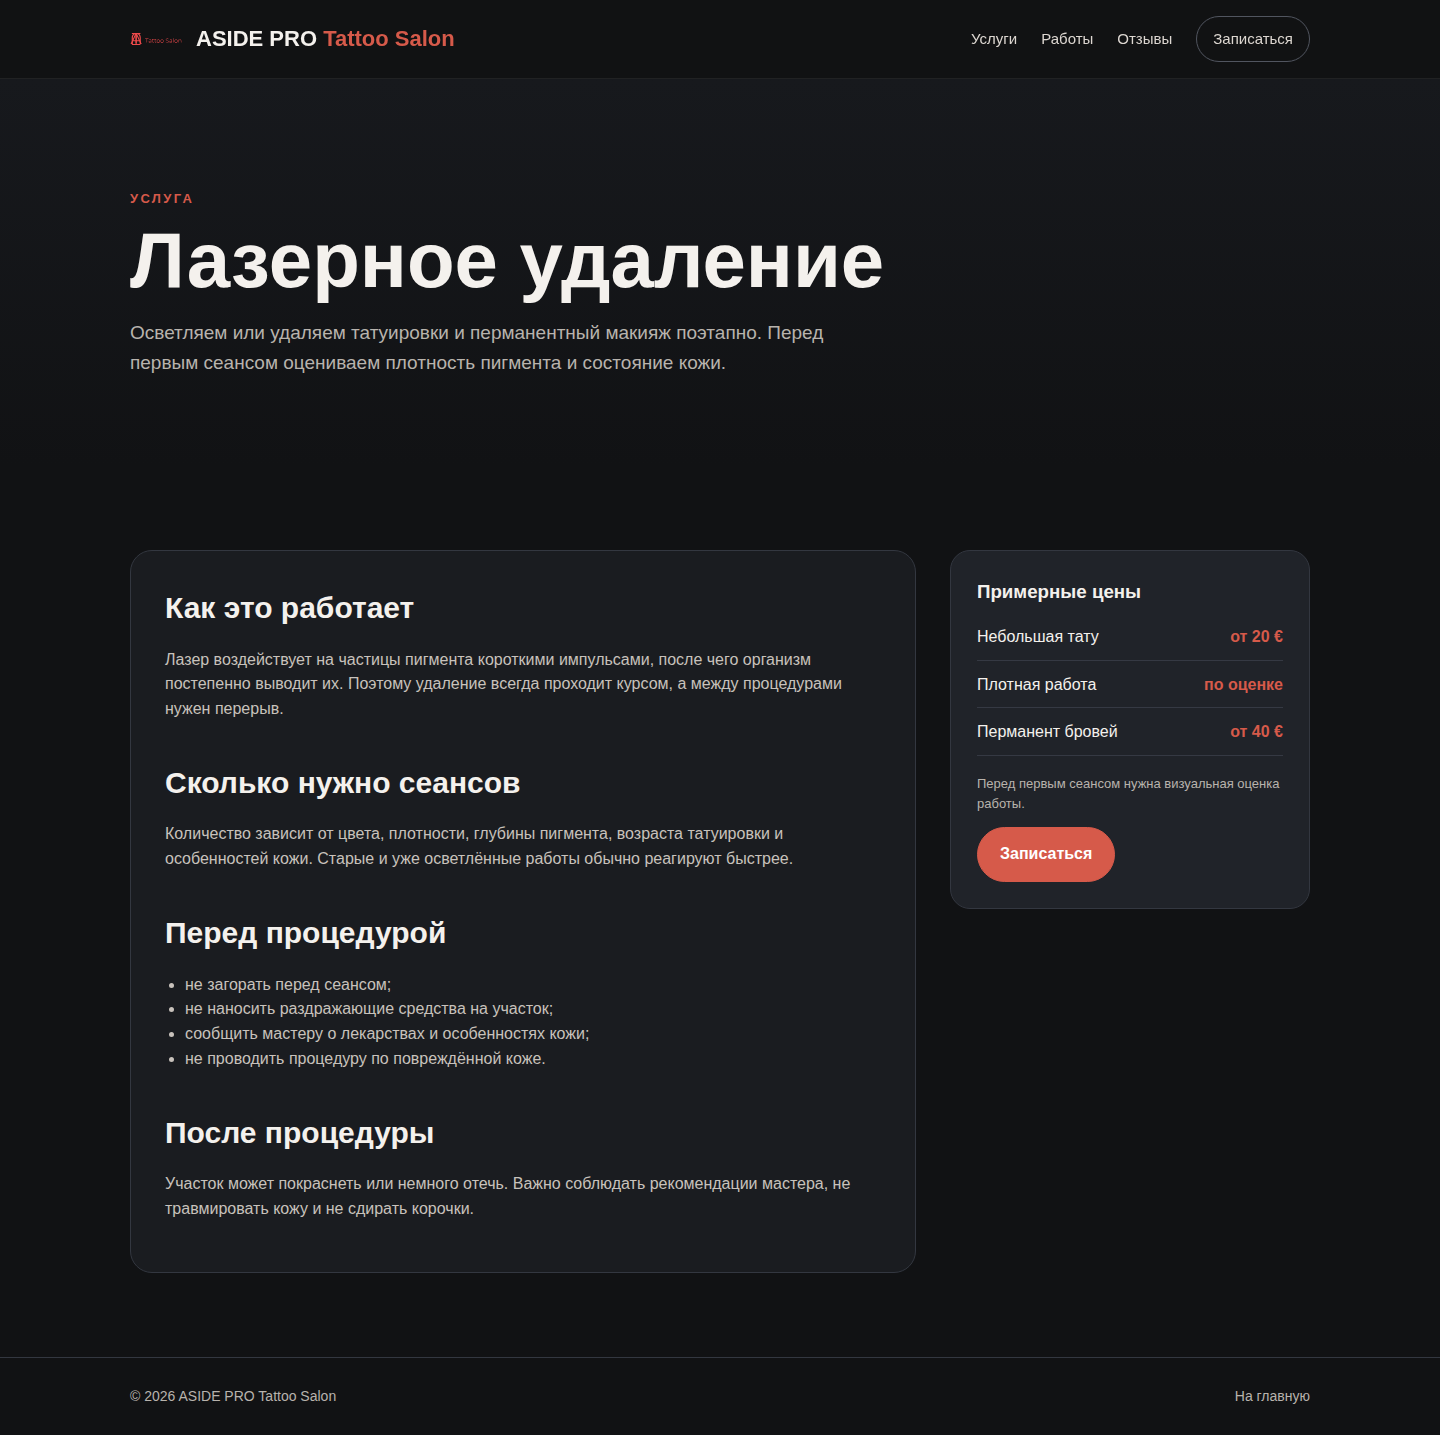 Tattoo Salon
ASIDE PRO Tattoo Salon
Услуги
Работы
Отзывы
Записаться
УСЛУГА
Лазерное удаление
Осветляем или удаляем татуировки и перманентный макияж поэтапно. Перед
первым сеансом оцениваем плотность пигмента и состояние кожи.
Как это работает
Лазер воздействует на частицы пигмента короткими импульсами, после чего организм
постепенно выводит их. Поэтому удаление всегда проходит курсом, а между процедурами
нужен перерыв.
Сколько нужно сеансов
Количество зависит от цвета, плотности, глубины пигмента, возраста татуировки и
особенностей кожи. Старые и уже осветлённые работы обычно реагируют быстрее.
Перед процедурой
• не загорать перед сеансом;
• не наносить раздражающие средства на участок;
• сообщить мастеру о лекарствах и особенностях кожи;
• не проводить процедуру по повреждённой коже.
После процедуры
Участок может покраснеть или немного отечь. Важно соблюдать рекомендации мастера, не
травмировать кожу и не сдирать корочки.
Примерные цены
Небольшая тату от 20 €
Плотная работа по оценке
Перманент бровей от 40 €
Перед первым сеансом нужна визуальная оценка
работы.
Записаться
© 2026 ASIDE PRO Tattoo Salon
На главную